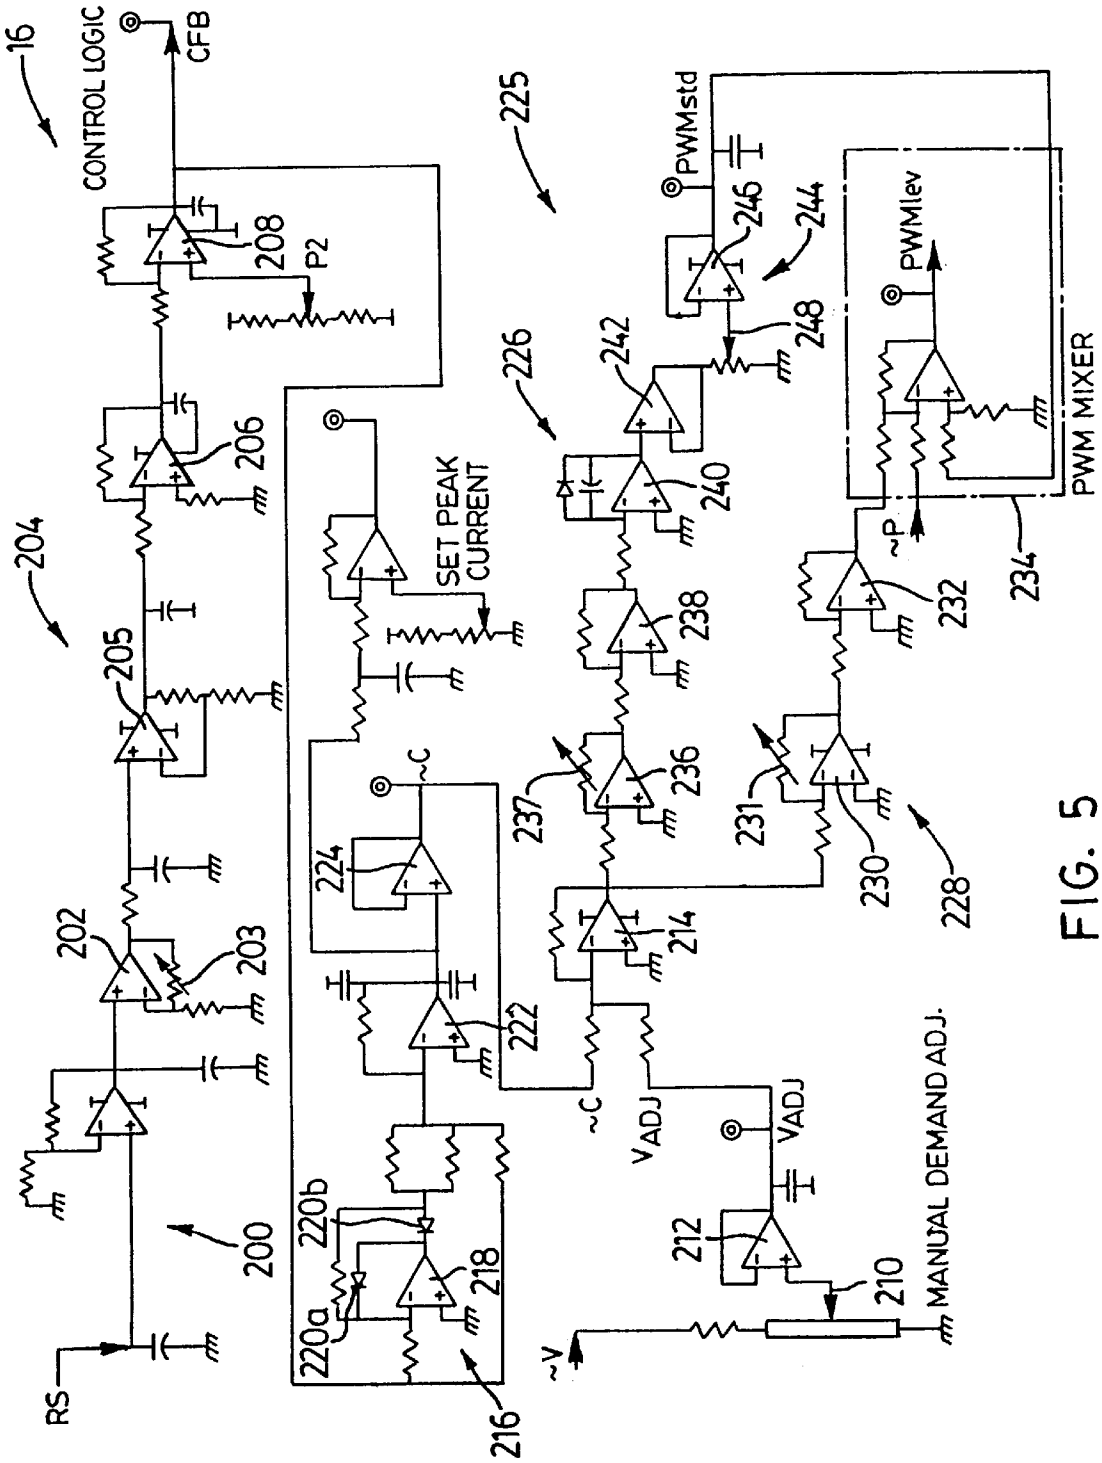 16
CONTROL LOGIC
CFB
204
208
P2
206
205
202
203
200
RS
SET PEAK
CURRENT
~C
224
222
220b
220a
218
216
225
PWMstd
246
244
248
226
242
240
238
237
236
214
~C
VADJ
VADJ
212
210
~V
MANUAL DEMAND ADJ.
PWMlev
PWM MIXER
~P
234
232
231
230
228
FIG. 5